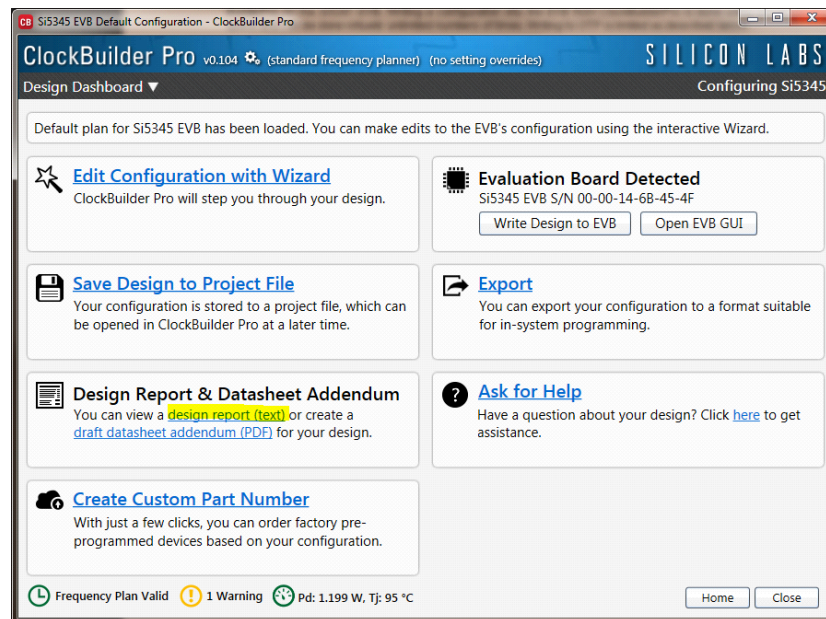 CB Si5345 EVB Default Configuration - ClockBuilder Pro
ClockBuilder Pro v0.104 (standard frequency planner) (no setting overrides) SILICON LABS
Design Dashboard ▼ Configuring Si5345
Default plan for Si5345 EVB has been loaded. You can make edits to the EVB's configuration using the interactive Wizard.
Edit Configuration with Wizard
ClockBuilder Pro will step you through your design.
Evaluation Board Detected
Si5345 EVB S/N 00-00-14-6B-45-4F
Write Design to EVB Open EVB GUI
Save Design to Project File
Your configuration is stored to a project file, which can
be opened in ClockBuilder Pro at a later time.
Export
You can export your configuration to a format suitable
for in-system programming.
Design Report & Datasheet Addendum
You can view a design report (text) or create a
draft datasheet addendum (PDF) for your design.
? Ask for Help
Have a question about your design? Click here to get
assistance.
Create Custom Part Number
With just a few clicks, you can order factory pre-
programmed devices based on your configuration.
Frequency Plan Valid ! 1 Warning Pd: 1.199 W, Tj: 95 °C
Home Close